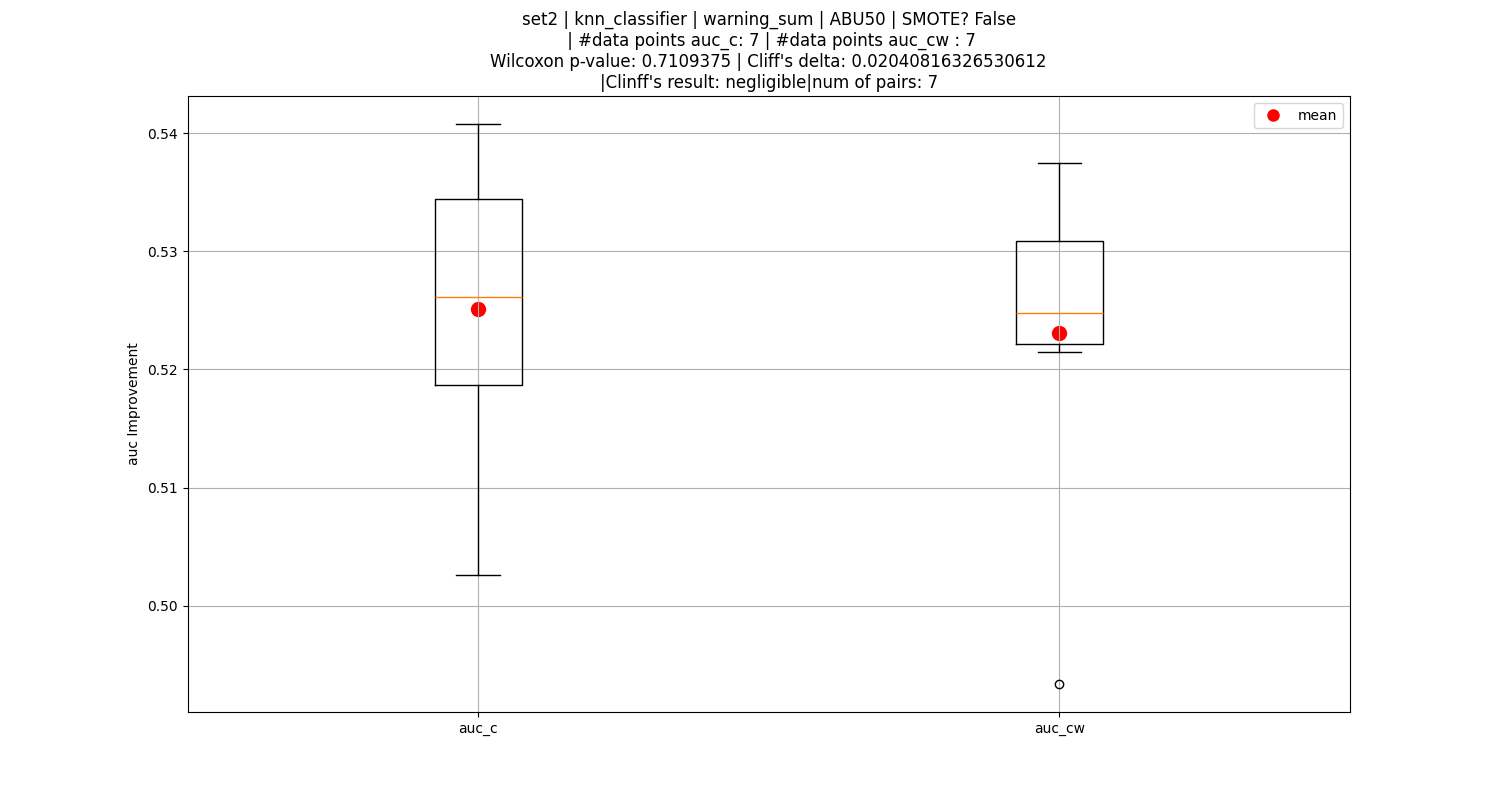 set2 | knn_classifier | warning_sum | ABU50 | SMOTE? False
| #data points auc_c: 7 | #data points auc_cw : 7
Wilcoxon p-value: 0.7109375 | Cliff's delta: 0.02040816326530612
|Clinff's result: negligible|num of pairs: 7
mean
0.54
0.53
0.52
0.51
0.50
auc Improvement
auc_c
auc_cw